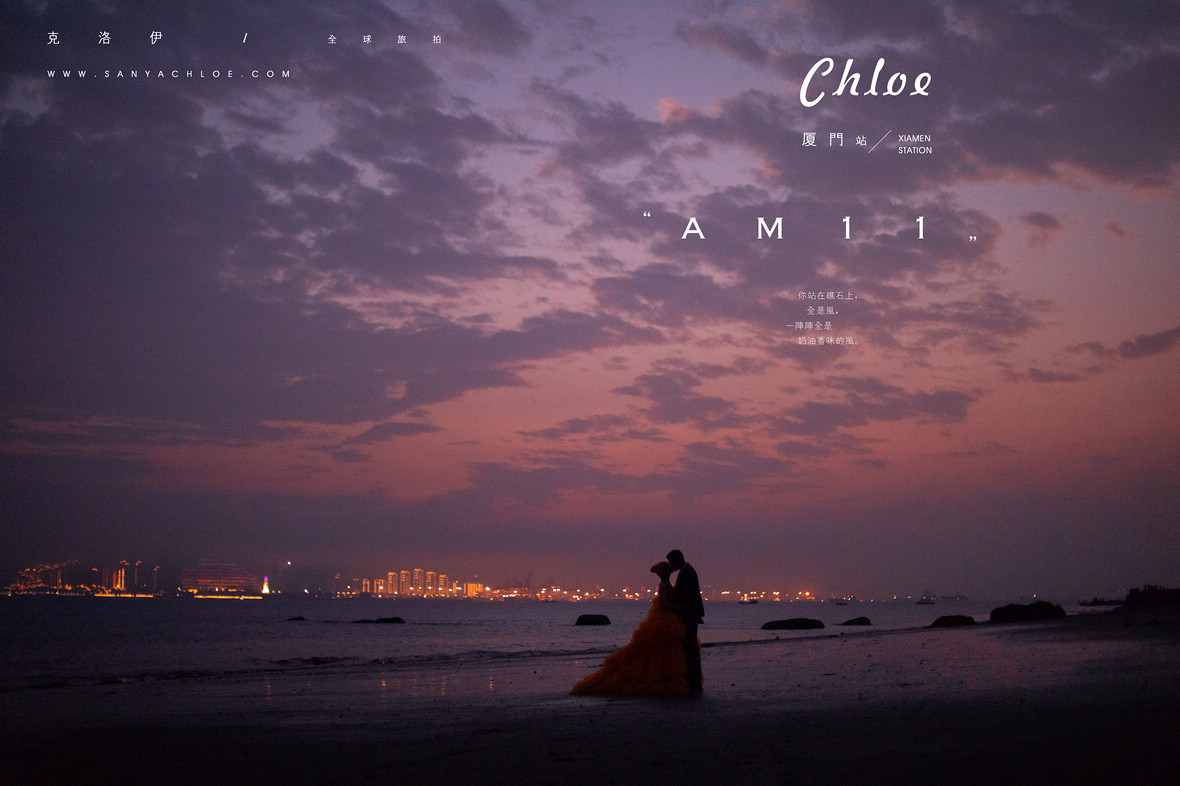 克洛伊 / 全球旅拍
WWW.SANYACHLOE.COM
Chloe
厦門站 / XIAMEN STATION
“AM11”
你站在礁石上，
全是風，
一陣陣全是
奶油香味的風。